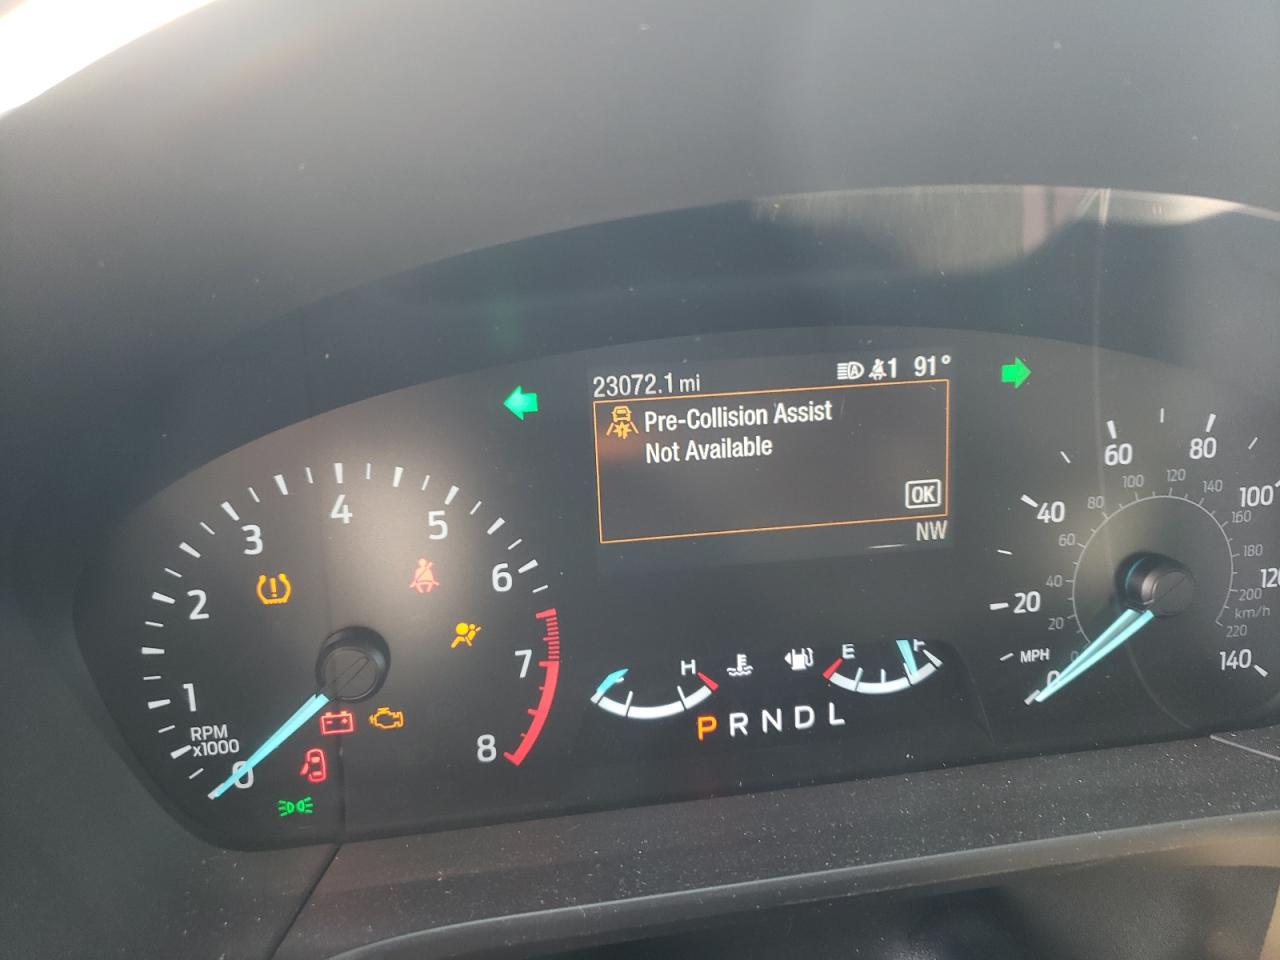 23072.1 mi
A 1 91°
Pre-Collision Assist
Not Available
OK
NW
0 1 2 3 4 5 6 7 8
RPM
x1000
H
E F
P R N D L
0 20 40 60 80 100 120 140
MPH
0 20 40 60 80 100 120 140 160 180 200 220
km/h